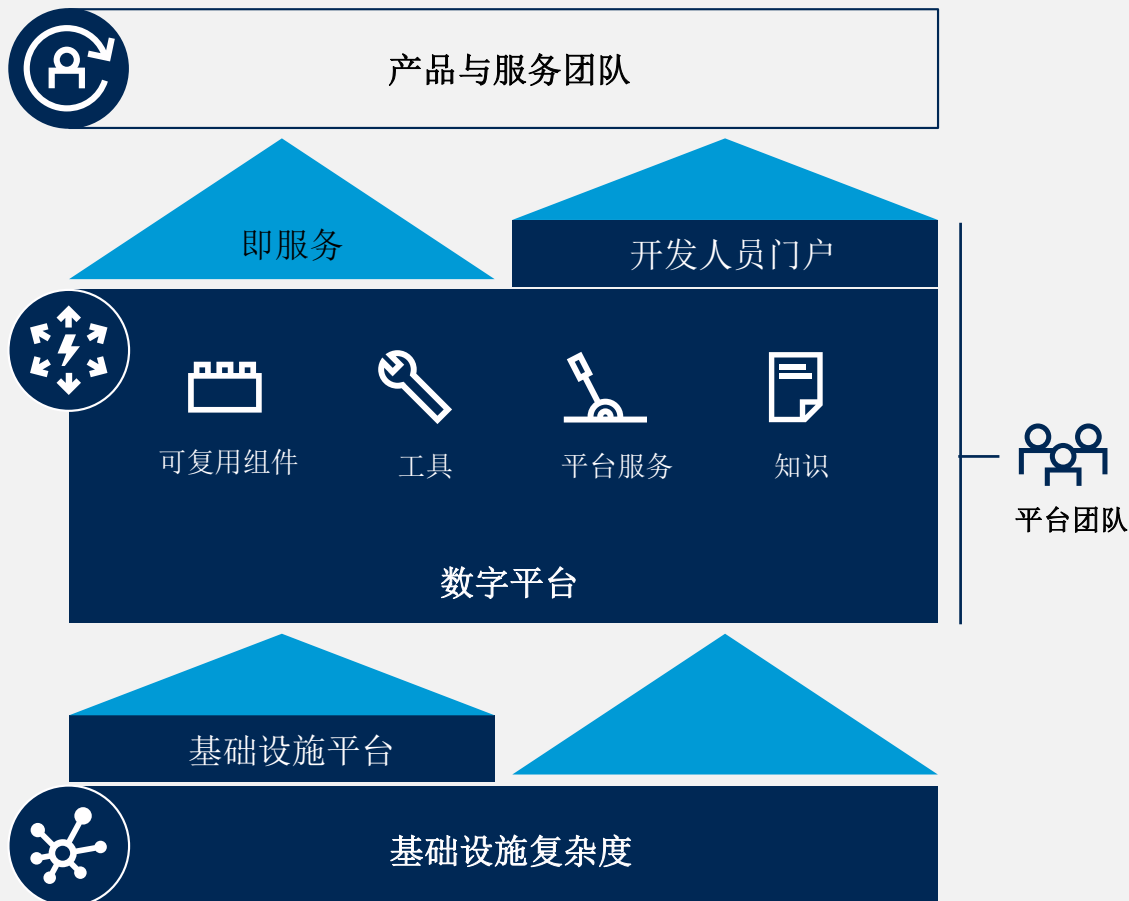 产品与服务团队
即服务
开发人员门户
可复用组件
工具
平台服务
知识
平台团队
数字平台
基础设施平台
基础设施复杂度